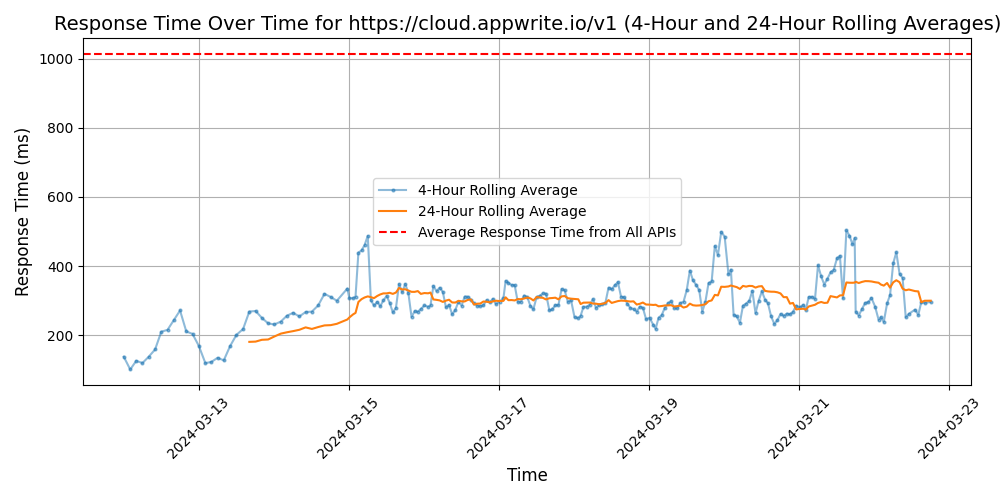 Response Time Over Time for https://cloud.appwrite.io/v1 (4-Hour and 24-Hour Rolling Averages)
Response Time (ms)
1000
800
600
400
200
4-Hour Rolling Average
24-Hour Rolling Average
Average Response Time from All APIs
2024-03-13
2024-03-15
2024-03-17
2024-03-19
2024-03-21
2024-03-23
Time